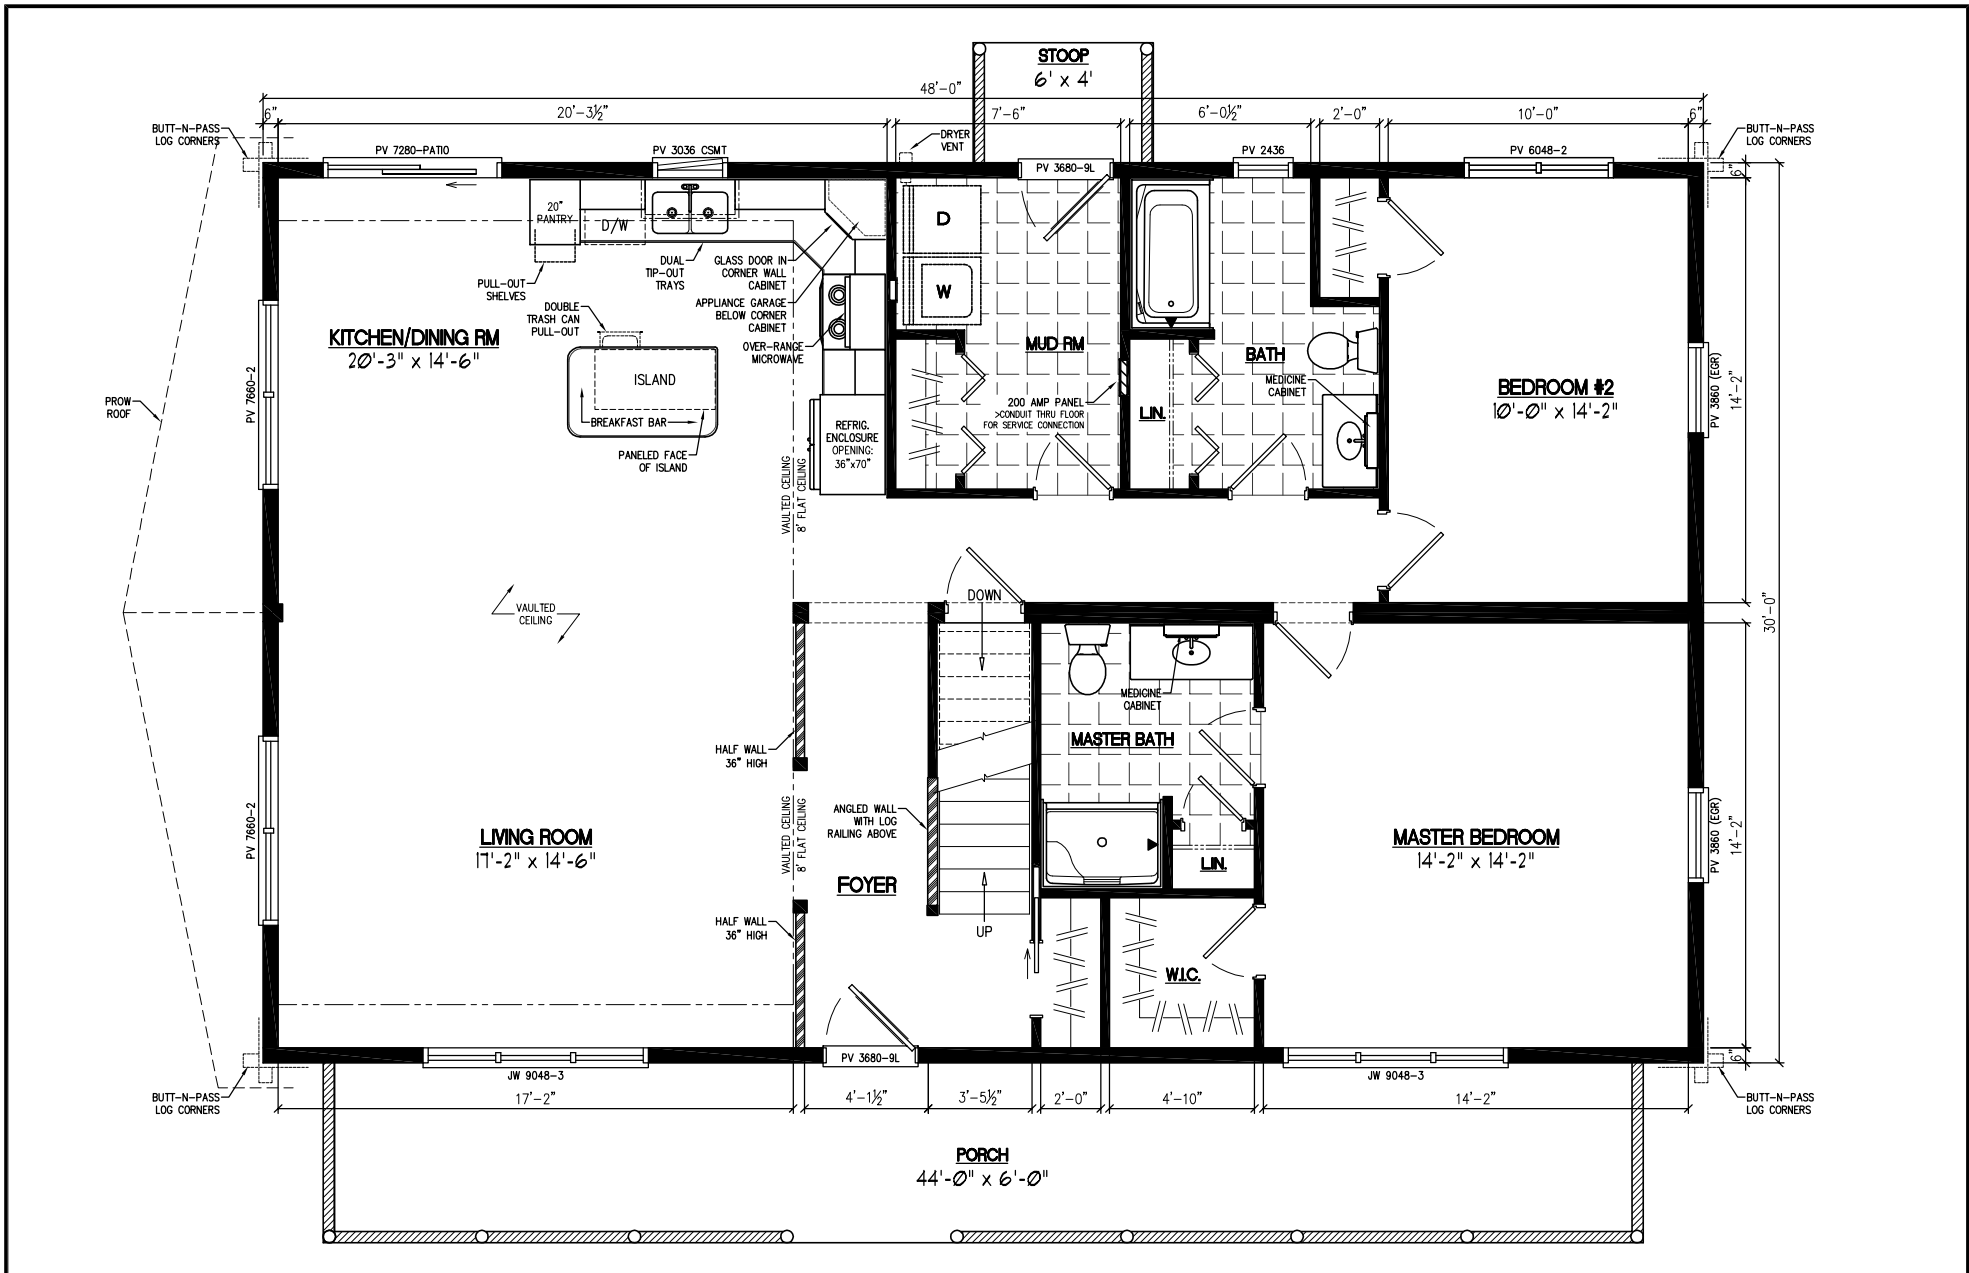 STOOP
6' x 4'
48'-0"
6"
20'-3½"
7'-6"
6'-0½"
2'-0"
10'-0"
6"
BUTT-N-PASS
LOG CORNERS
DRYER
VENT
BUTT-N-PASS
LOG CORNERS
PV 7280-PATIO
PV 3036 CSMT
PV 3680-9L
PV 2436
PV 6048-2
6"
20"
PANTRY
D/W
D
W
PULL-OUT
SHELVES
DUAL
TIP-OUT
TRAYS
GLASS DOOR IN
CORNER WALL
CABINET
APPLIANCE GARAGE
BELOW CORNER
CABINET
OVER-RANGE
MICROWAVE
DOUBLE
TRASH CAN
PULL-OUT
KITCHEN/DINING RM
20'-3" x 14'-6"
ISLAND
BREAKFAST BAR
PANELED FACE
OF ISLAND
REFRIG.
ENCLOSURE
OPENING:
36"x70"
MUD RM
200 AMP PANEL
>CONDUIT THRU FLOOR
FOR SERVICE CONNECTION
LIN.
BATH
MEDICINE
CABINET
BEDROOM #2
10'-0" x 14'-2"
PV 3860 (EGR)
14'-2"
PROW
ROOF
PV 7660-2
VAULTED CEILING
8' FLAT CEILING
VAULTED
CEILING
DOWN
30'-0"
MEDICINE
CABINET
MASTER BATH
HALF WALL
36" HIGH
PV 7660-2
LIVING ROOM
17'-2" x 14'-6"
VAULTED CEILING
8' FLAT CEILING
ANGLED WALL
WITH LOG
RAILING ABOVE
FOYER
LIN.
MASTER BEDROOM
14'-2" x 14'-2"
PV 3860 (EGR)
14'-2"
HALF WALL
36" HIGH
UP
W.I.C.
6"
JW 9048-3
PV 3680-9L
JW 9048-3
BUTT-N-PASS
LOG CORNERS
17'-2"
4'-1½"
3'-5½"
2'-0"
4'-10"
14'-2"
BUTT-N-PASS
LOG CORNERS
PORCH
44'-0" x 6'-0"